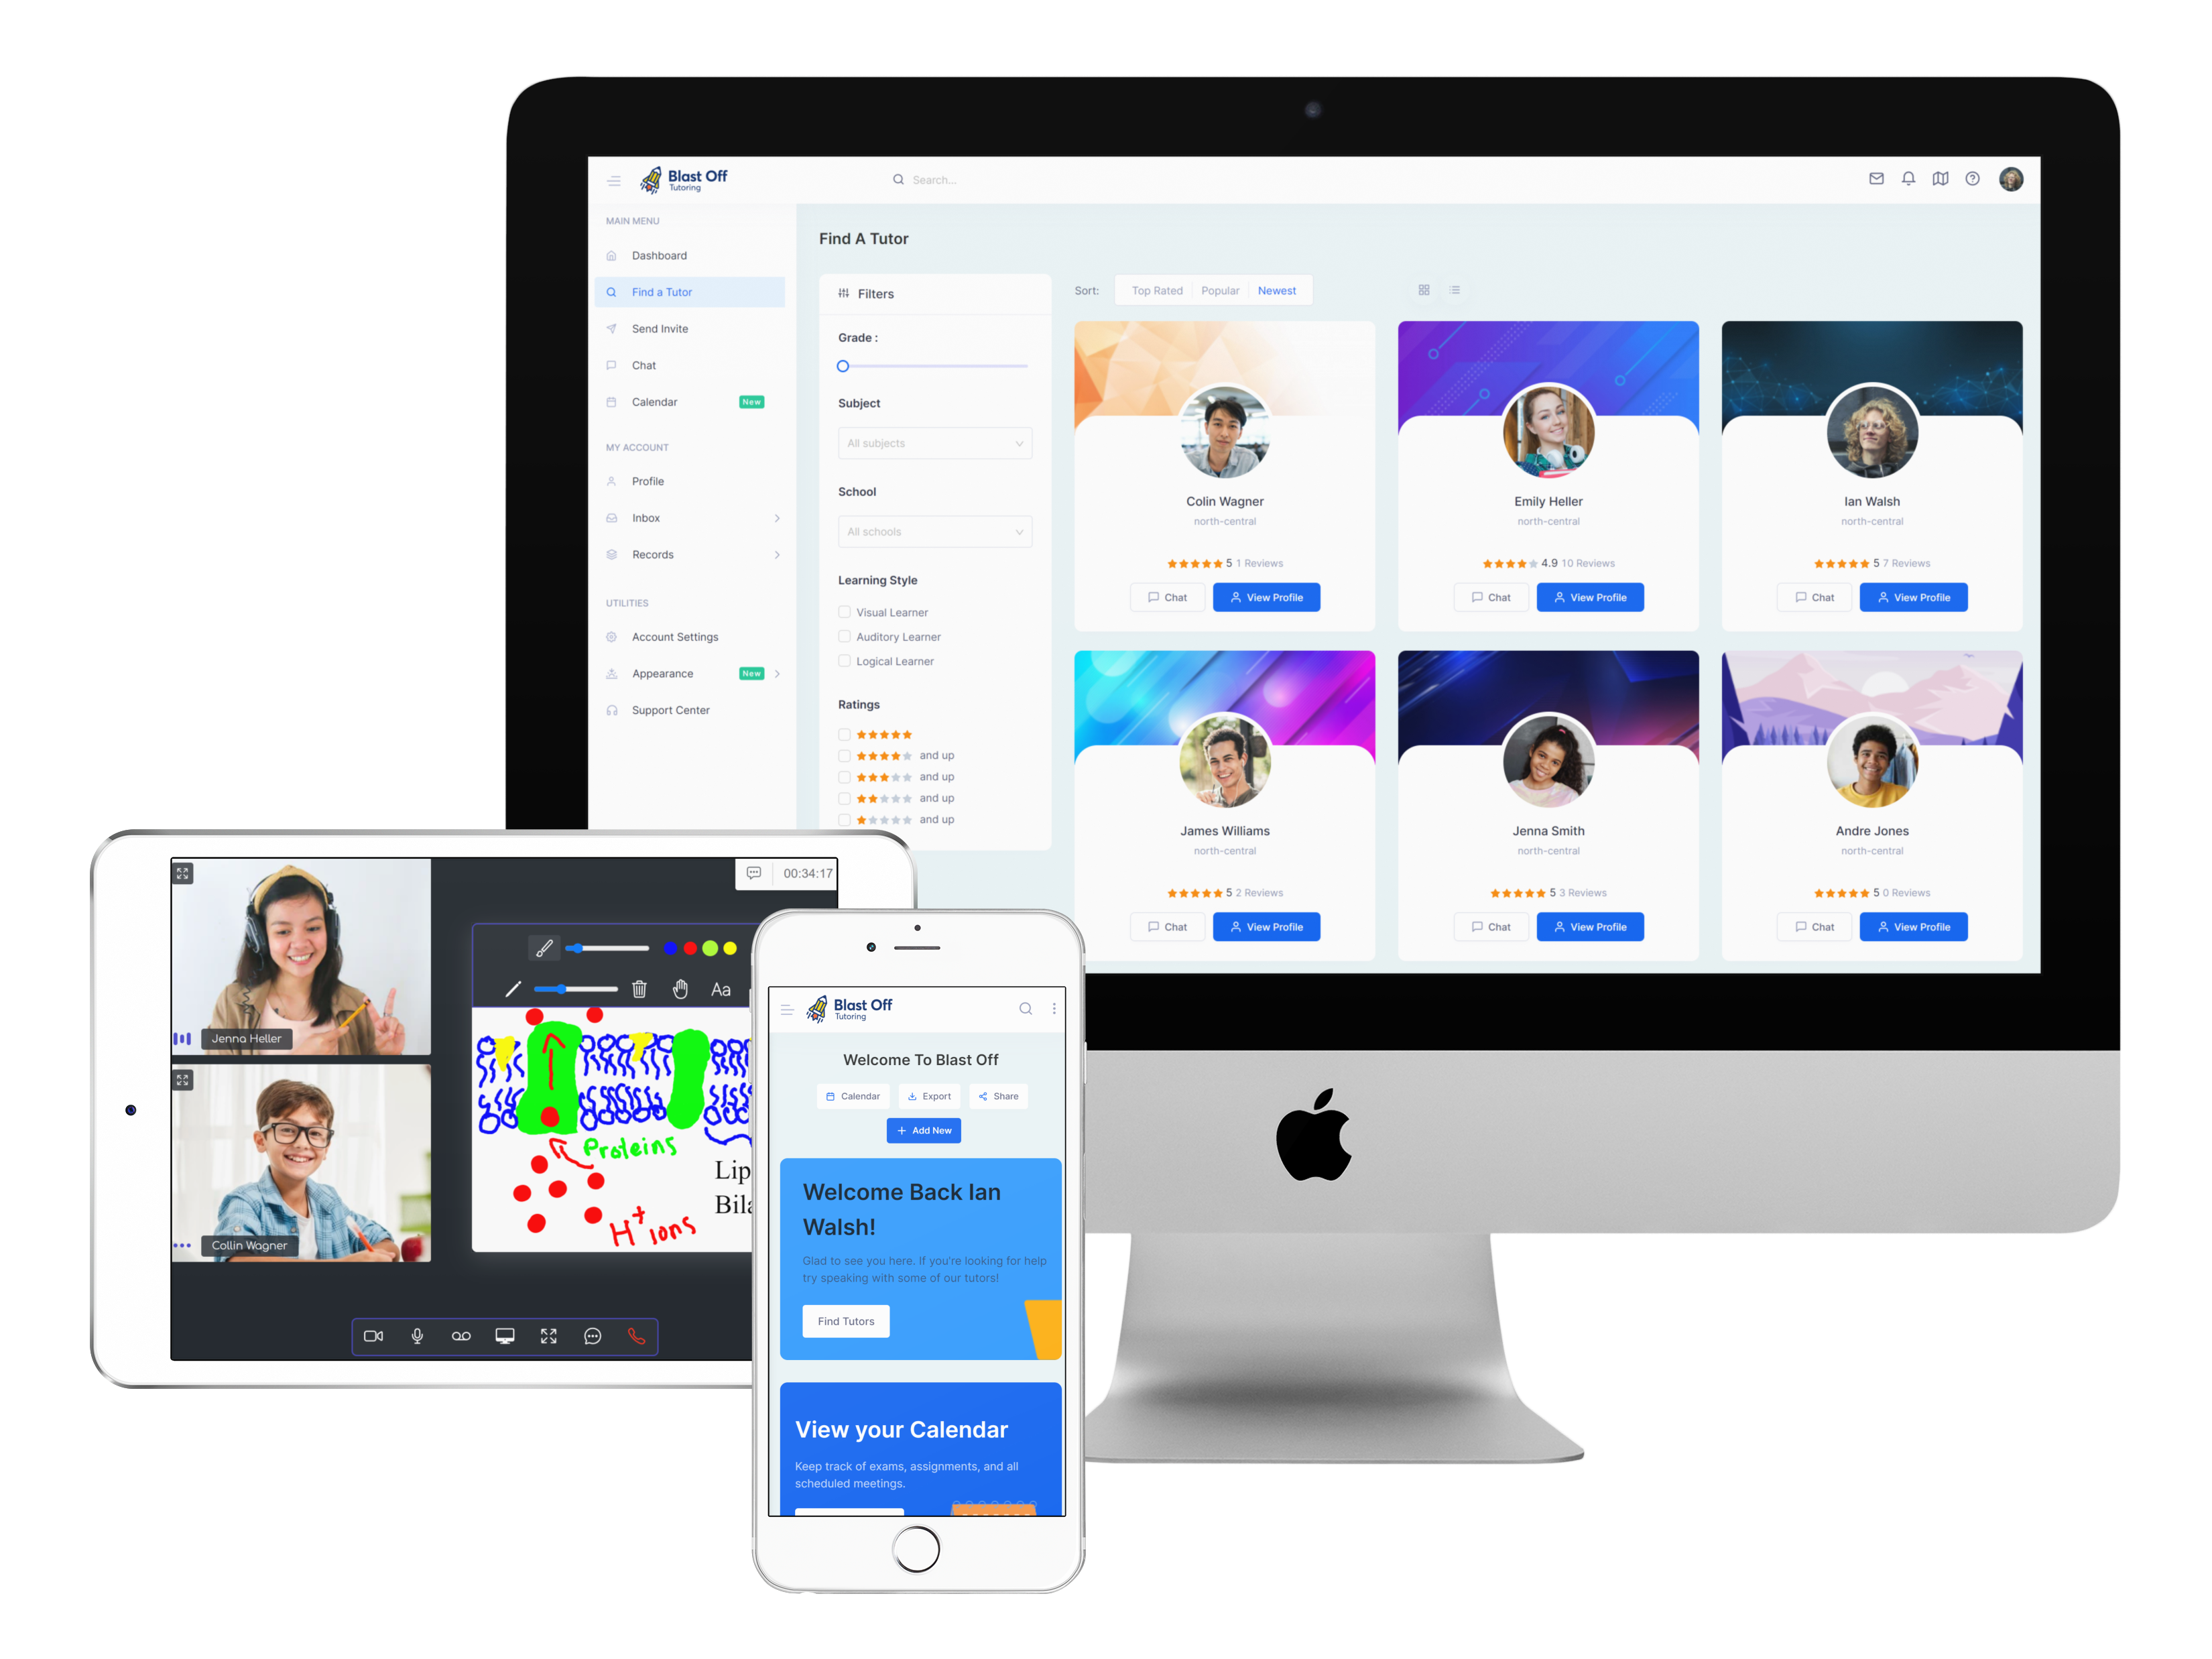 Blast Off
Tutoring
Search...
MAIN MENU
Dashboard
Find a Tutor
Send Invite
Chat
Calendar
New
MY ACCOUNT
Profile
Inbox
Records
UTILITIES
Account Settings
Appearance
New
Support Center
Find A Tutor
Filters
Grade :
Subject
All subjects
School
All schools
Learning Style
Visual Learner
Auditory Learner
Logical Learner
Ratings
and up
and up
and up
and up
Sort:
Top Rated
Popular
Newest
Colin Wagner
north-central
5 1 Reviews
Chat
View Profile
Emily Heller
north-central
4.9 10 Reviews
Chat
View Profile
Ian Walsh
north-central
5 7 Reviews
Chat
View Profile
James Williams
north-central
5 2 Reviews
Chat
View Profile
Jenna Smith
north-central
5 3 Reviews
Chat
View Profile
Andre Jones
north-central
5 0 Reviews
Chat
View Profile
00:34:17
Jenna Heller
Collin Wagner
Aa
Proteins
Lip
Bila
H+ ions
Blast Off
Tutoring
Welcome To Blast Off
Calendar
Export
Share
+ Add New
Welcome Back Ian
Walsh!
Glad to see you here. If you're looking for help
try speaking with some of our tutors!
Find Tutors
View your Calendar
Keep track of exams, assignments, and all
scheduled meetings.